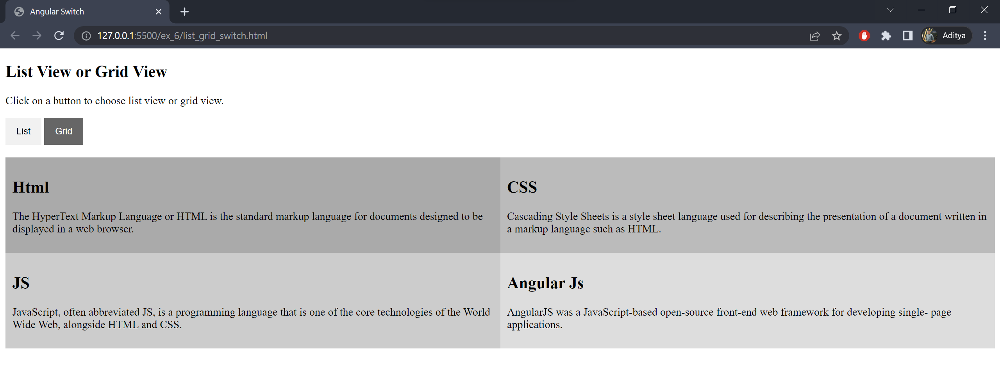 Angular Switch
127.0.0.1:5500/ex_6/list_grid_switch.html
Aditya
List View or Grid View
Click on a button to choose list view or grid view.
List Grid
Html
The HyperText Markup Language or HTML is the standard markup language for documents designed to be
displayed in a web browser.
CSS
Cascading Style Sheets is a style sheet language used for describing the presentation of a document written in
a markup language such as HTML.
JS
JavaScript, often abbreviated JS, is a programming language that is one of the core technologies of the World
Wide Web, alongside HTML and CSS.
Angular Js
AngularJS was a JavaScript-based open-source front-end web framework for developing single- page
applications.